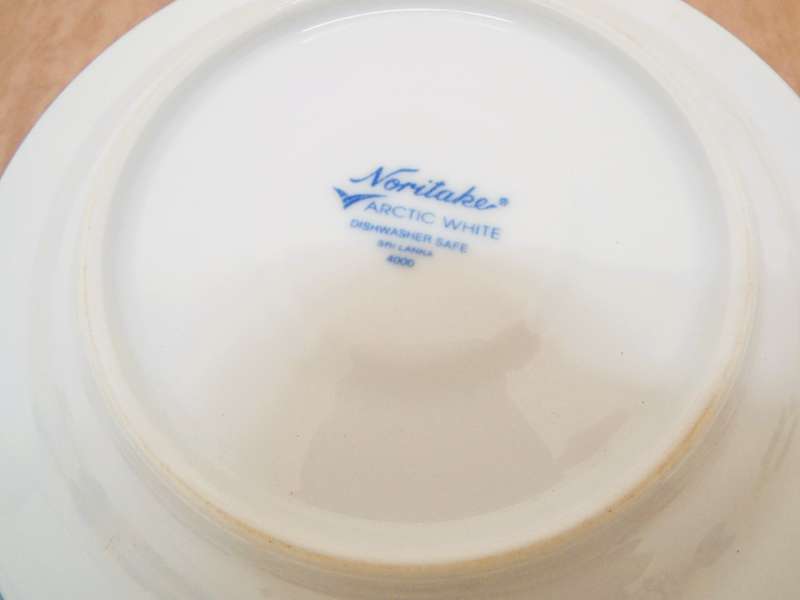 Noritake®
ARCTIC WHITE
DISHWASHER SAFE
SRI LANKA
4000